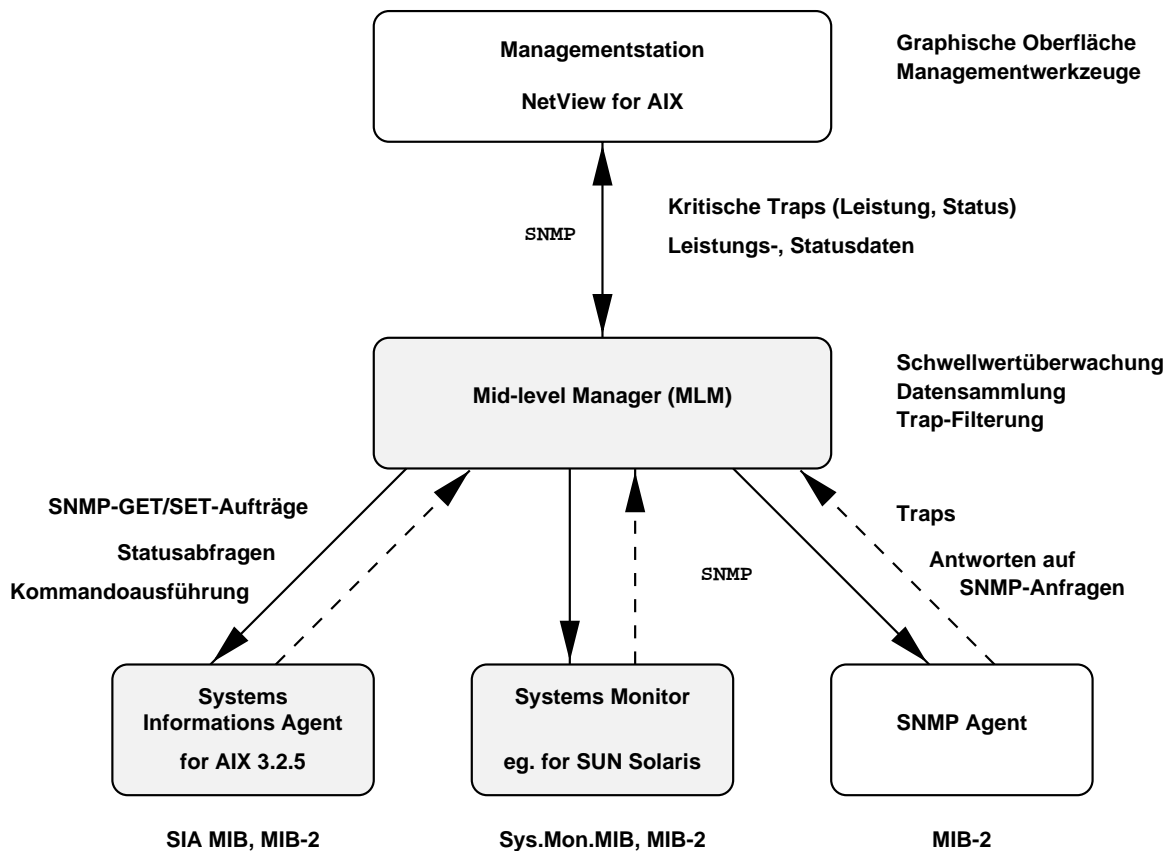 Managementstation
NetView for AIX
Graphische Oberfläche
Managementwerkzeuge
SNMP
Kritische Traps (Leistung, Status)
Leistungs-, Statusdaten
Mid-level Manager (MLM)
Schwellwertüberwachung
Datensammlung
Trap-Filterung
SNMP-GET/SET-Aufträge
Statusabfragen
Kommandoausführung
SNMP
Traps
Antworten auf
SNMP-Anfragen
Systems
Informations Agent
for AIX 3.2.5
Systems Monitor
eg. for SUN Solaris
SNMP Agent
SIA MIB, MIB-2
Sys.Mon.MIB, MIB-2
MIB-2